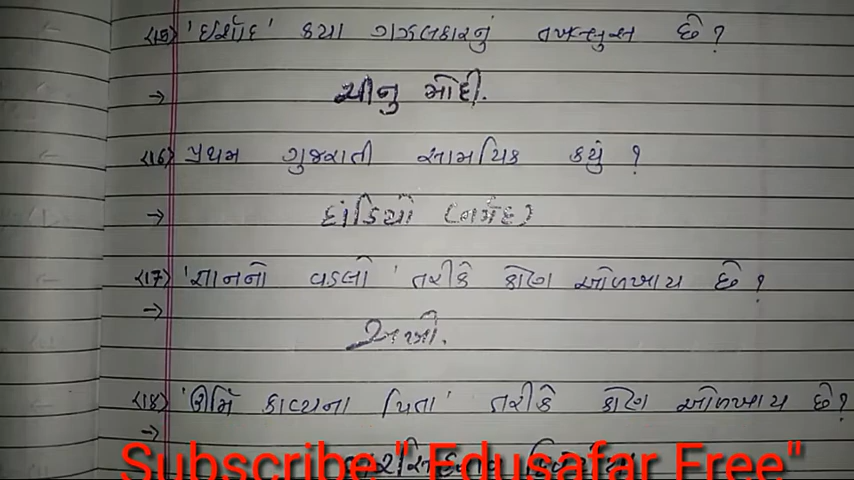 (15) 'ઈર્શાદ' કયા ગઝલકારનું તખલ્લુસ છે ?
→ ચીનુ મોદી.
(16) પ્રથમ ગુજરાતી સામયિક કયું ?
→ દાંડિયો (નર્મદ)
(17) 'જ્ઞાનનો વડલો' તરીકે કોણ ઓળખાય છે ?
→ અખો.
(18) 'ઊર્મિ કાવ્યના પિતા' તરીકે કોણ ઓળખાય છે ?
→
Subscribe "Edusafar Free"